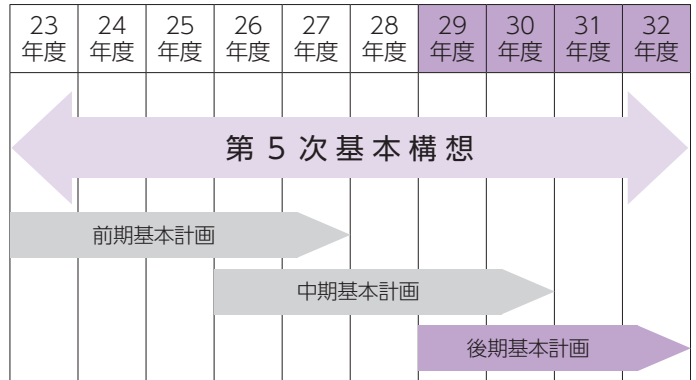 23 24 25 26 27 28 29 30 31 32
年度 年度 年度 年度 年度 年度 年度 年度 年度 年度
第 5 次 基 本 構 想
前期基本計画
中期基本計画
後期基本計画